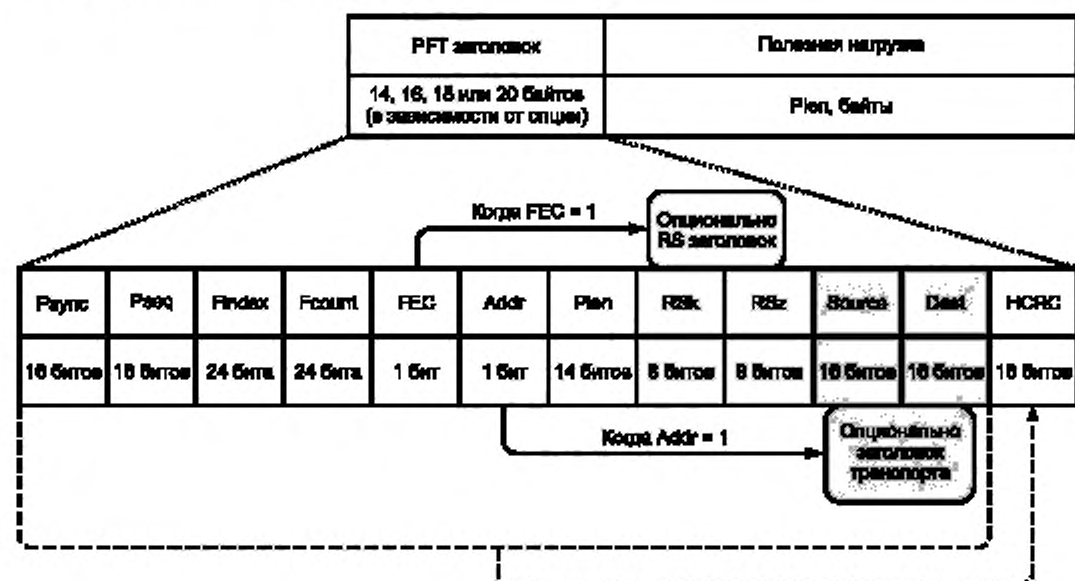 PFT заголовок
Полезная нагрузка
14, 16, 18 или 20 байтов
(в зависимости от опции)
Plen, байты
Когда FEC = 1
Опционально
RS заголовок
Psync
Pseq
Findex
Fcount
FEC
Addr
Plen
RSk
RSz
Source
Dest
HCRC
16 битов
16 битов
24 бита
24 бита
1 бит
1 бит
14 битов
8 битов
8 битов
16 битов
16 битов
16 битов
Когда Addr = 1
Опционально
заголовок
транспорта